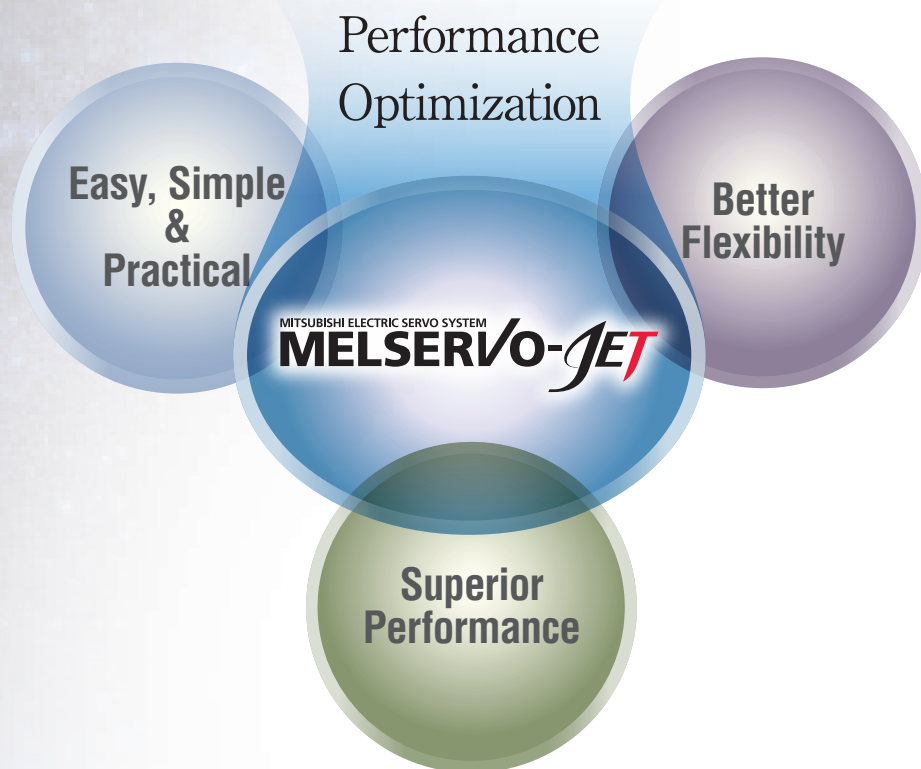 Performance
Optimization
Easy, Simple
&
Practical
Better
Flexibility
MITSUBISHI ELECTRIC SERVO SYSTEM
MELSERVO-JET
Superior
Performance